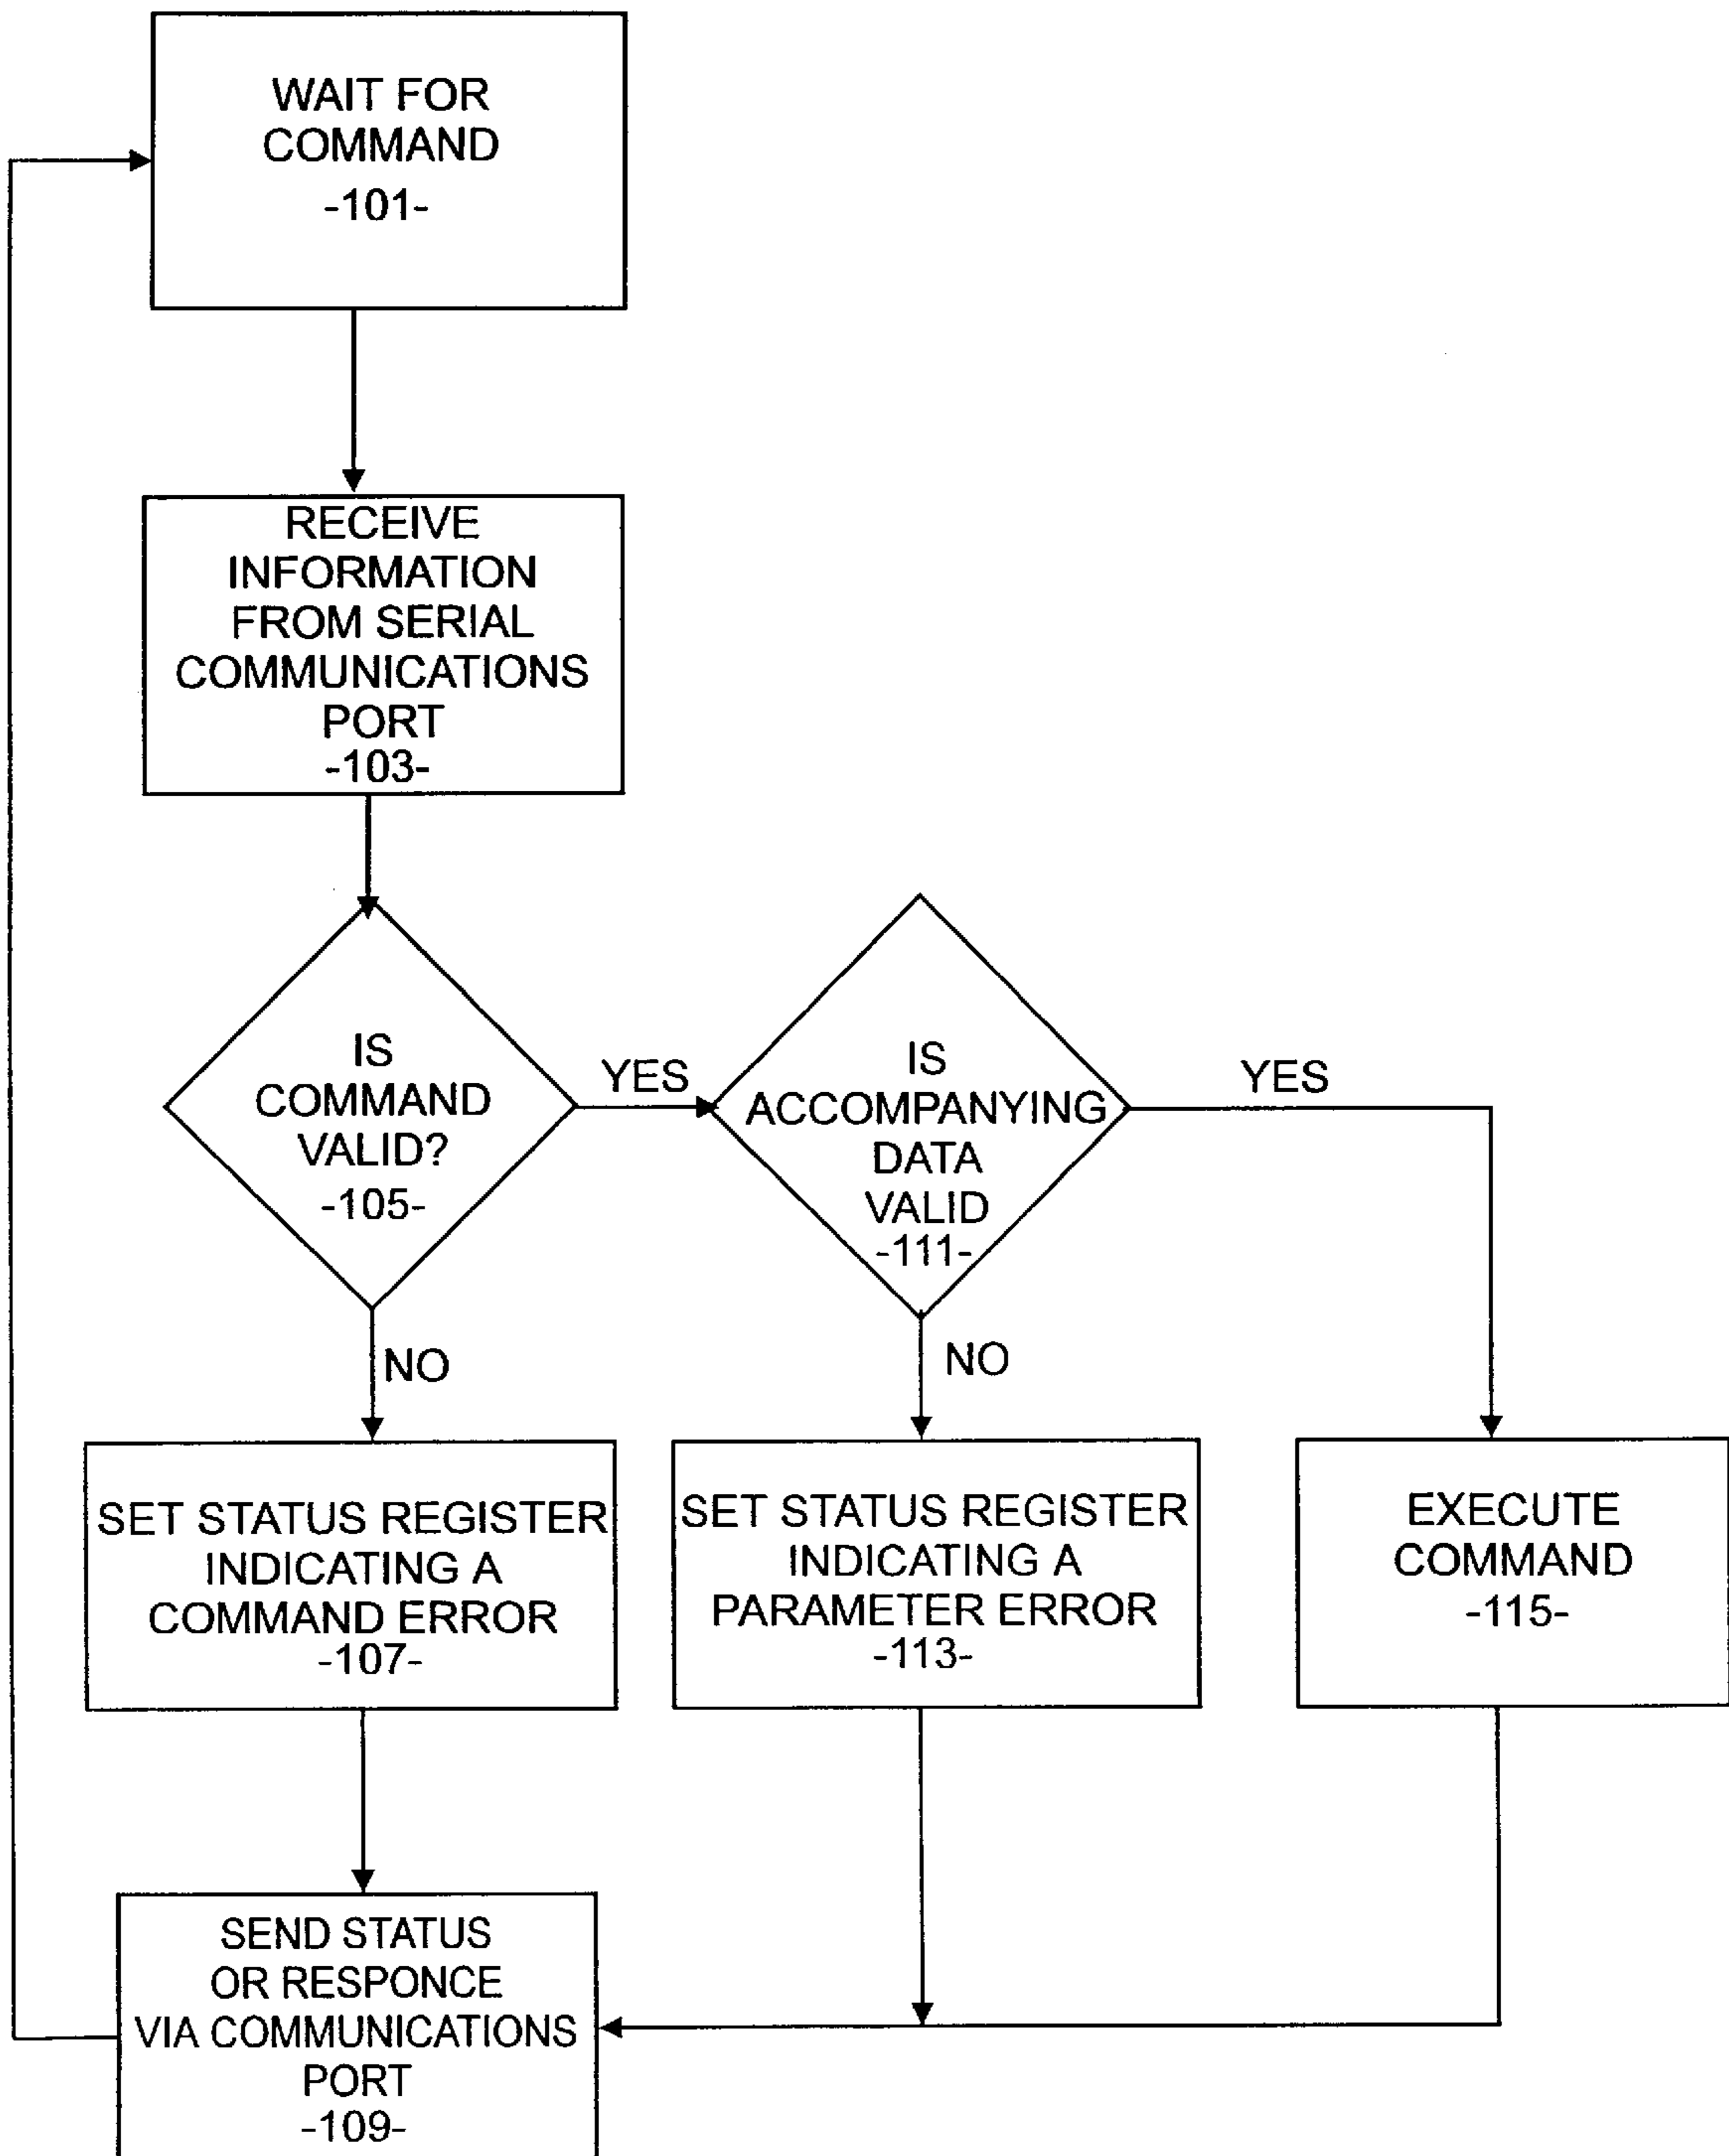 WAIT FOR
COMMAND
-101-
RECEIVE
INFORMATION
FROM SERIAL
COMMUNICATIONS
PORT
-103-
IS
COMMAND
VALID?
-105-
YES
IS
ACCOMPANYING
DATA
VALID
-111-
YES
NO
NO
SET STATUS REGISTER
INDICATING A
COMMAND ERROR
-107-
SET STATUS REGISTER
INDICATING A
PARAMETER ERROR
-113-
EXECUTE
COMMAND
-115-
SEND STATUS
OR RESPONCE
VIA COMMUNICATIONS
PORT
-109-